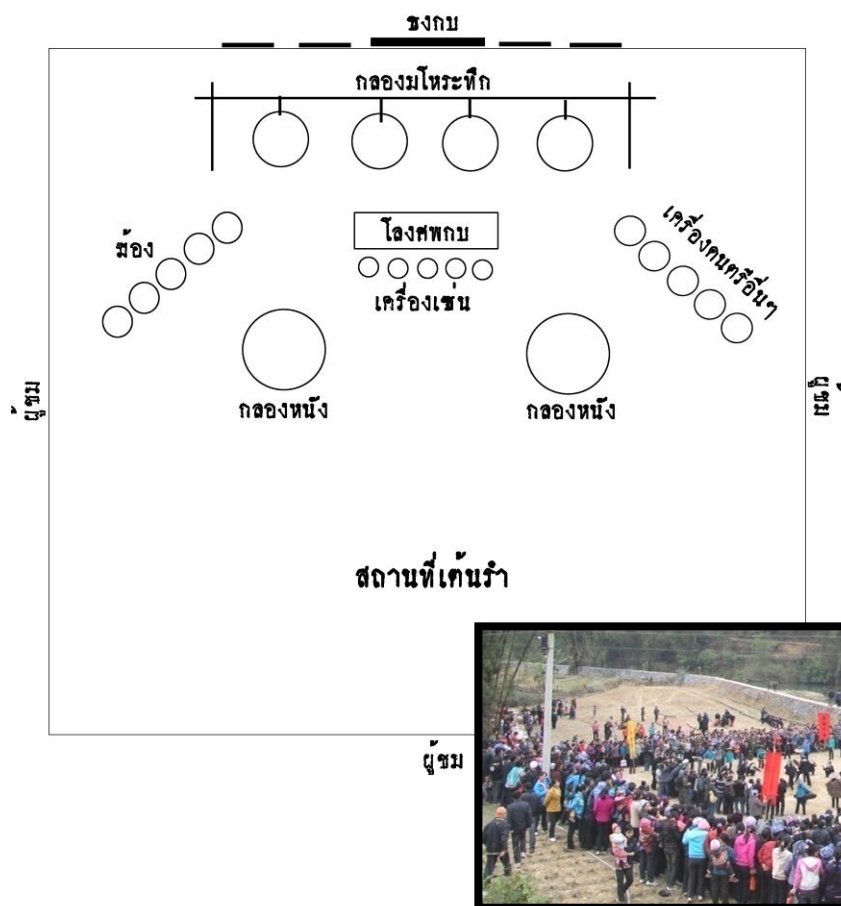 ธงกบ
กลองมโหระทึก
ฆ้อง
โลงศพกบ
เครื่องดนตรีอื่นๆ
เครื่องเซ่น
ผู้ชม
ผู้ชม
กลองหนัง
กลองหนัง
สถานที่เต้นรำ
ผู้ชม